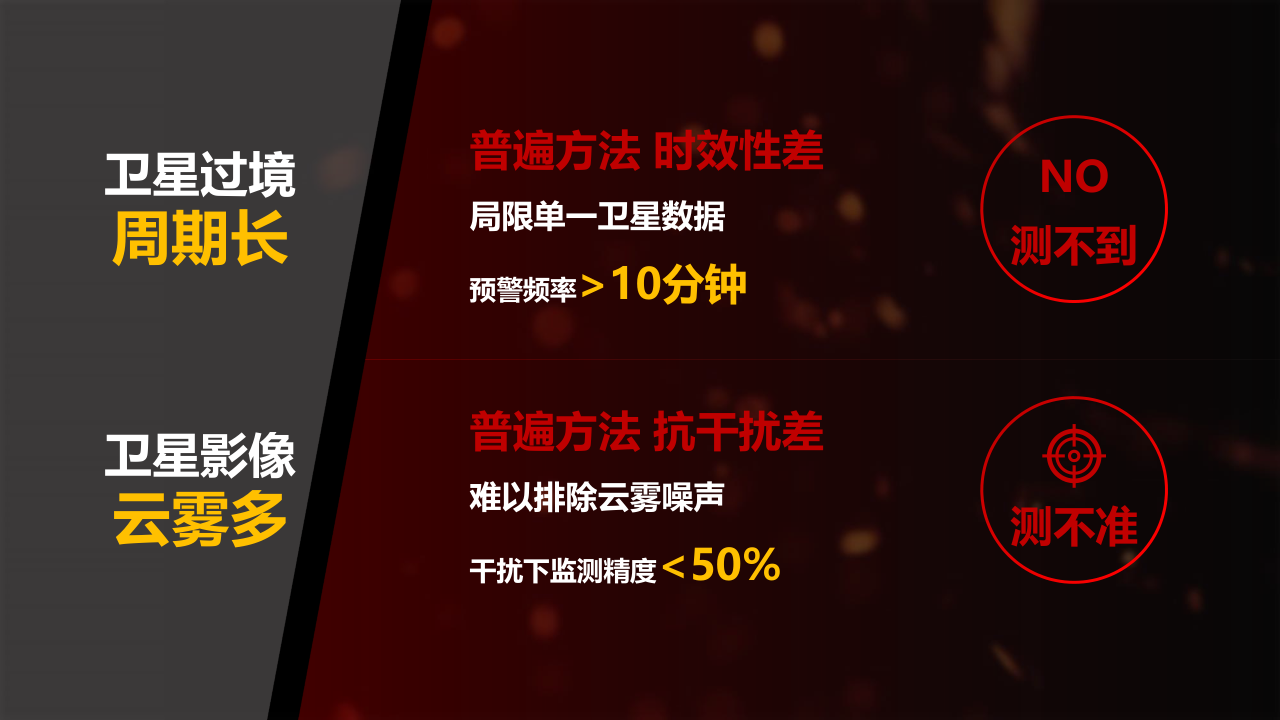 卫星过境
周期长
普遍方法 时效性差
局限单一卫星数据
预警频率>10分钟
NO
测不到
卫星影像
云雾多
普遍方法 抗干扰差
难以排除云雾噪声
干扰下监测精度<50%
测不准